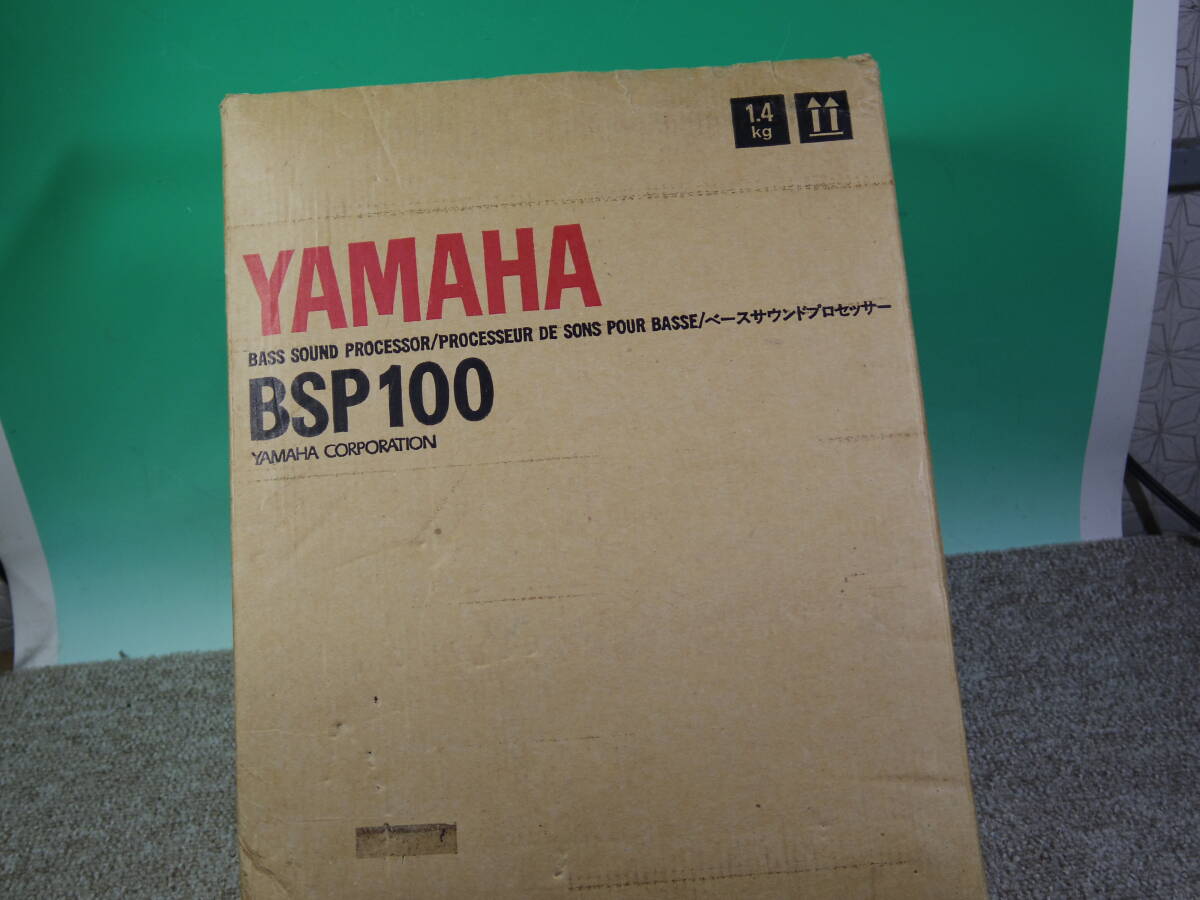 1.4
kg
YAMAHA
BASS SOUND PROCESSOR/PROCESSEUR DE SONS POUR BASSE/ベースサウンドプロセッサー
BSP100
YAMAHA CORPORATION